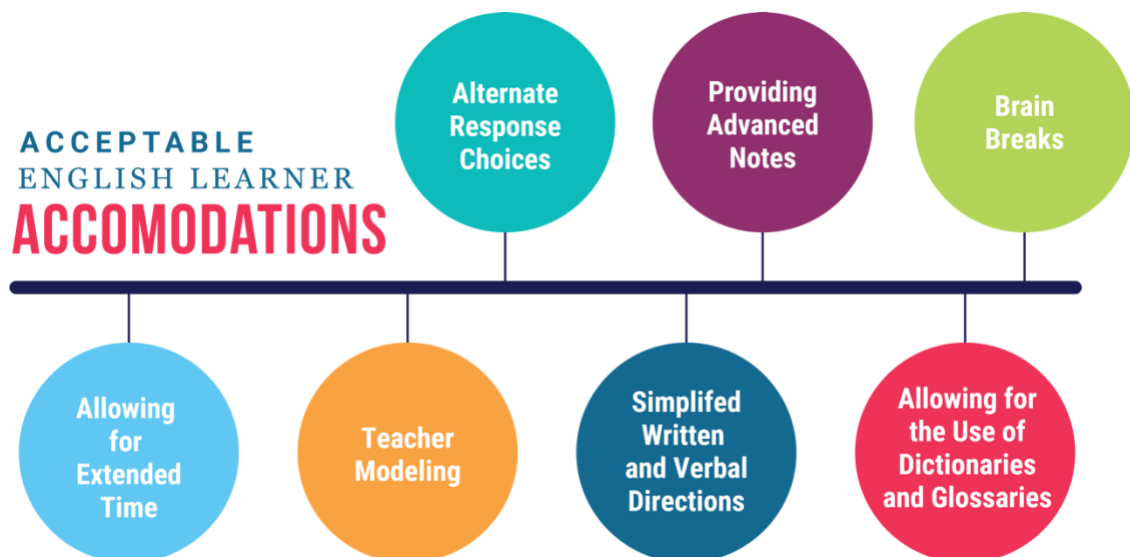 ACCEPTABLE
ENGLISH LEARNER
ACCOMODATIONS
Alternate
Response
Choices
Providing
Advanced
Notes
Brain
Breaks
Allowing
for
Extended
Time
Teacher
Modeling
Simplifed
Written
and Verbal
Directions
Allowing for
the Use of
Dictionaries
and Glossaries